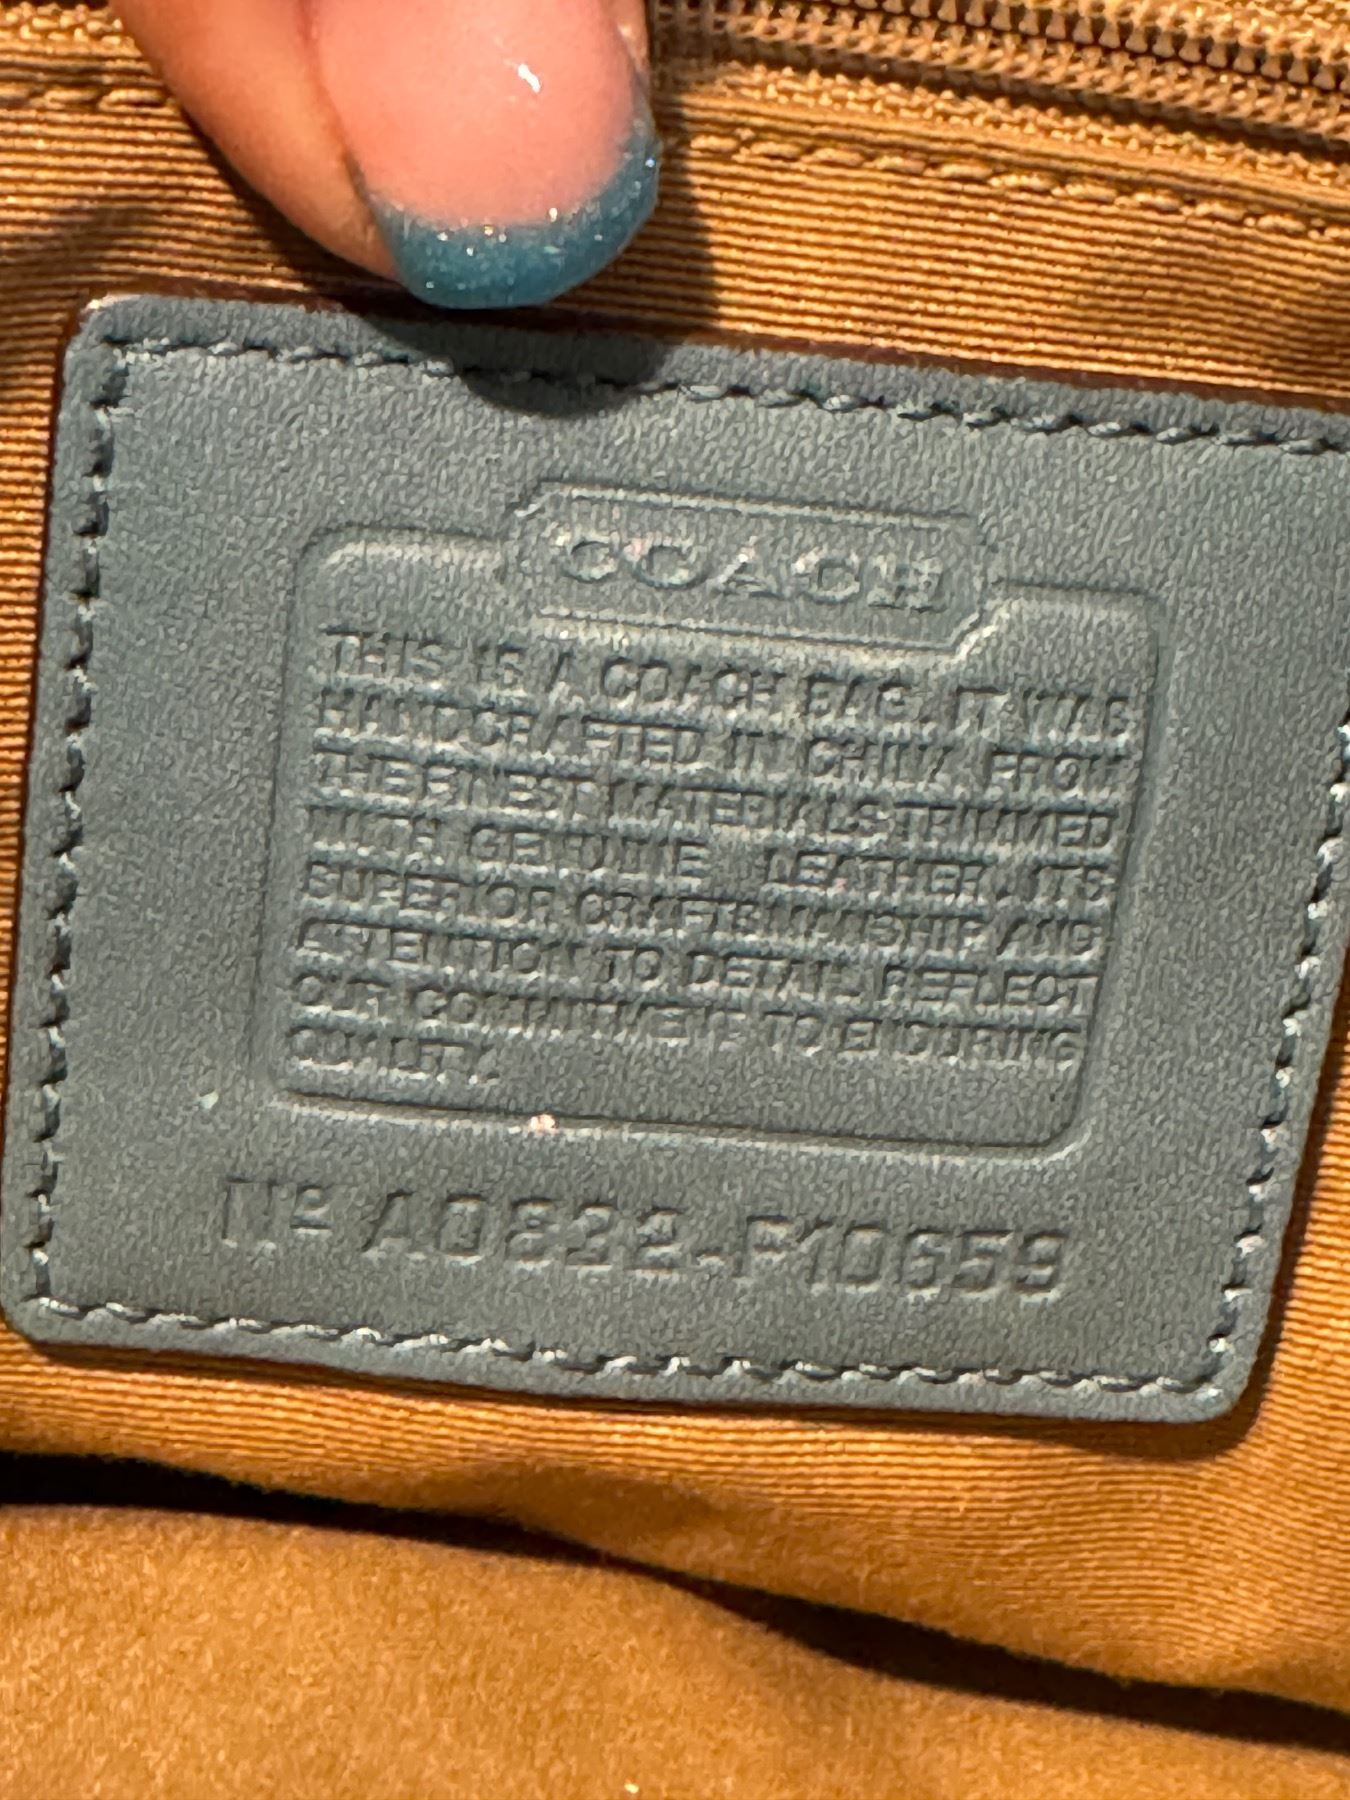 COACH
THIS IS A COACH BAG. IT WAS
HANDCRAFTED IN CHINA FROM
THE FINEST MATERIALS TRIMMED
WITH GENUINE LEATHER. ITS
SUPERIOR CRAFTSMANSHIP AND
ATTENTION TO DETAIL REFLECT
OUR COMMITMENT TO ENDURING
QUALITY.
Nº A0822-P10659